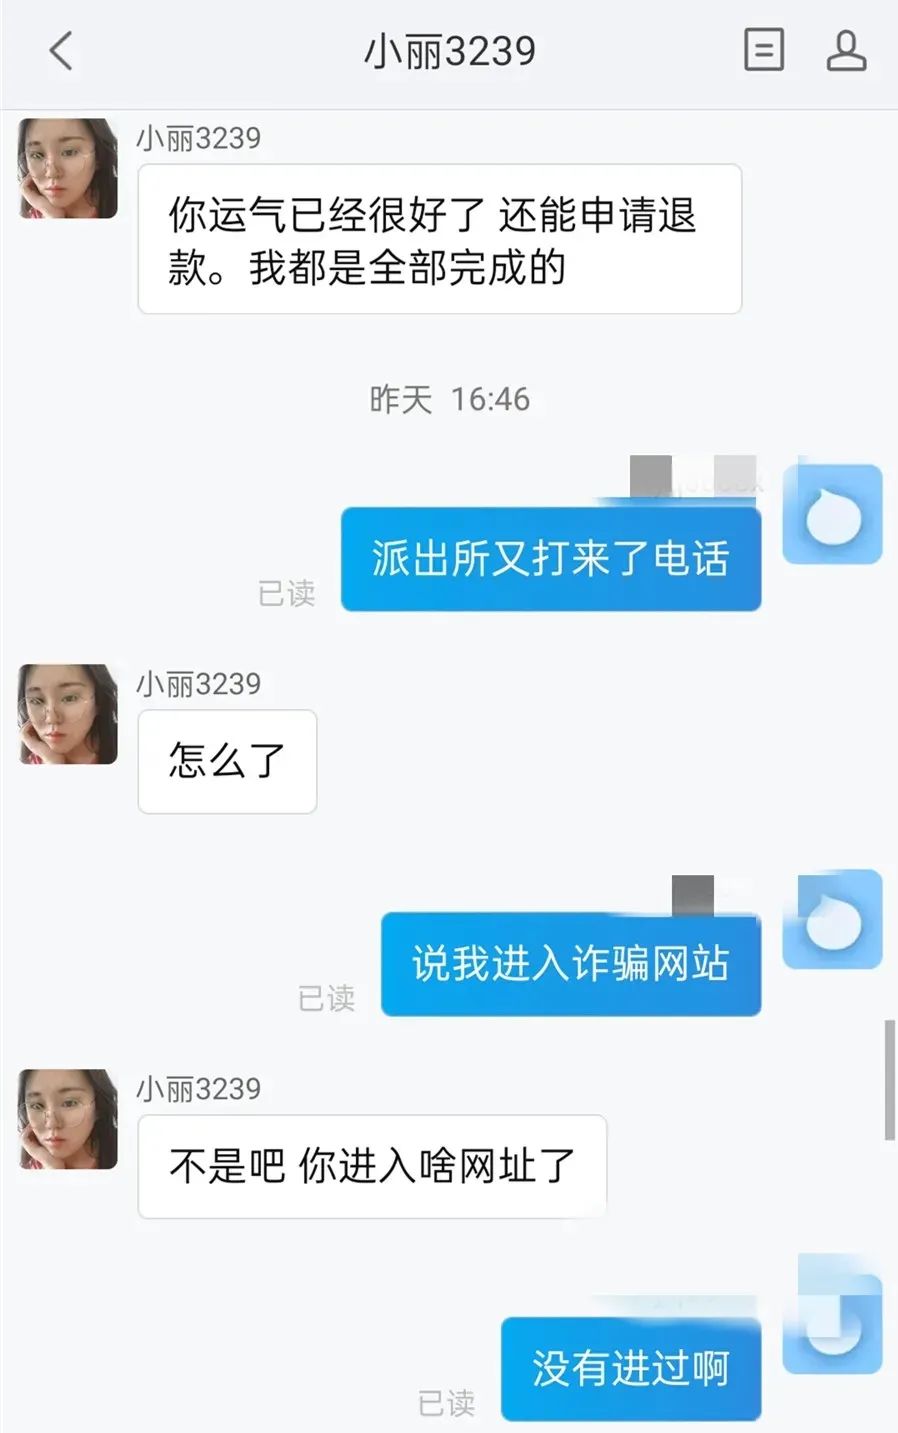 小丽3239
小丽3239
你运气已经很好了 还能申请退
款。我都是全部完成的
昨天 16:46
派出所又打来了电话
已读
小丽3239
怎么了
说我进入诈骗网站
已读
小丽3239
不是吧 你进入啥网址了
没有进过啊
已读